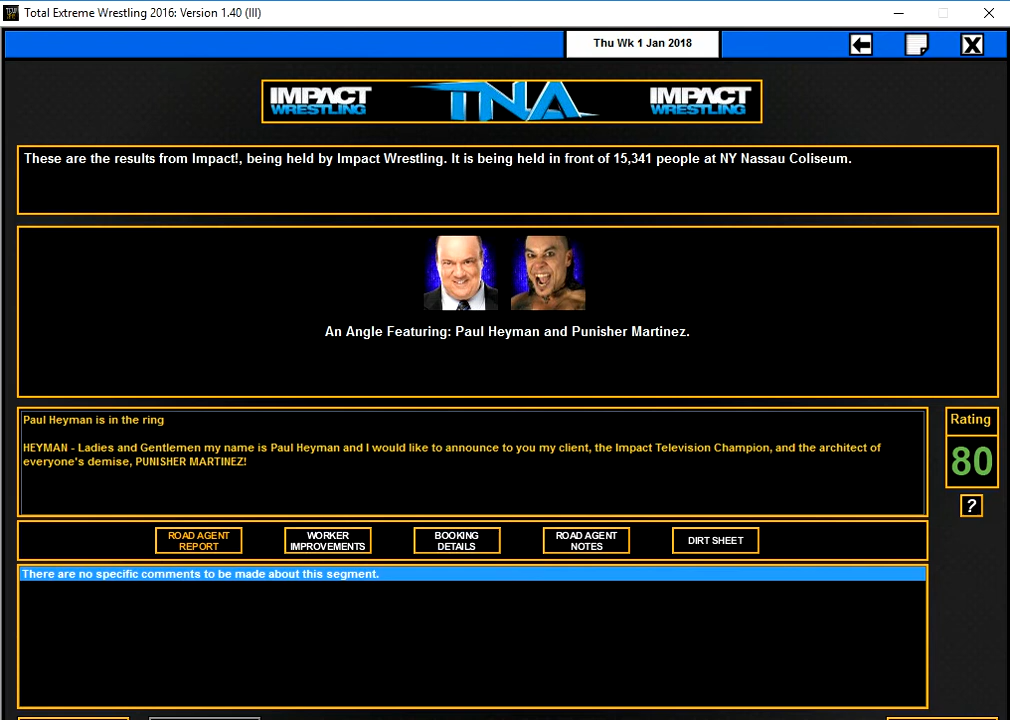 Total Extreme Wrestling 2016: Version 1.40 (III)
Thu Wk 1 Jan 2018
IMPACT
WRESTLING
TNA
IMPACT
WRESTLING
These are the results from Impact!, being held by Impact Wrestling. It is being held in front of 15,341 people at NY Nassau Coliseum.
An Angle Featuring: Paul Heyman and Punisher Martinez.
Paul Heyman is in the ring
HEYMAN - Ladies and Gentlemen my name is Paul Heyman and I would like to announce to you my client, the Impact Television Champion, and the architect of
everyone's demise, PUNISHER MARTINEZ!
Rating
80
?
ROAD AGENT
REPORT
WORKER
IMPROVEMENTS
BOOKING
DETAILS
ROAD AGENT
NOTES
DIRT SHEET
There are no specific comments to be made about this segment.